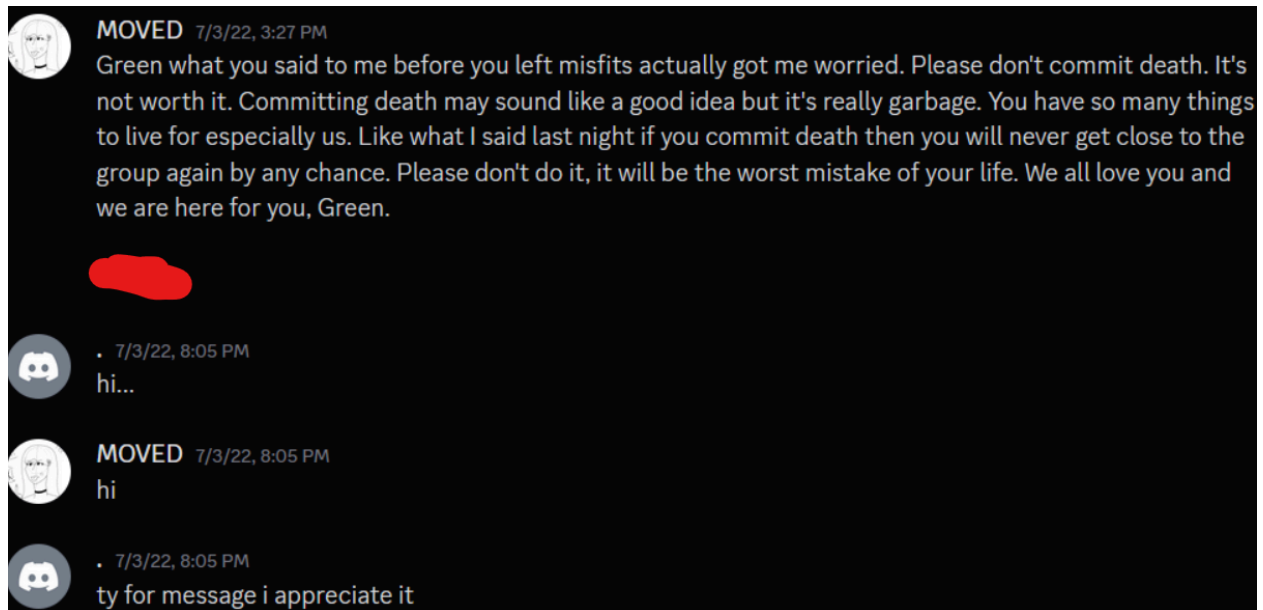 MOVED 7/3/22, 3:27 PM
Green what you said to me before you left misfits actually got me worried. Please don't commit death. It's
not worth it. Committing death may sound like a good idea but it's really garbage. You have so many things
to live for especially us. Like what I said last night if you commit death then you will never get close to the
group again by any chance. Please don't do it, it will be the worst mistake of your life. We all love you and
we are here for you, Green.
. 7/3/22, 8:05 PM
hi...
MOVED 7/3/22, 8:05 PM
hi
. 7/3/22, 8:05 PM
ty for message i appreciate it